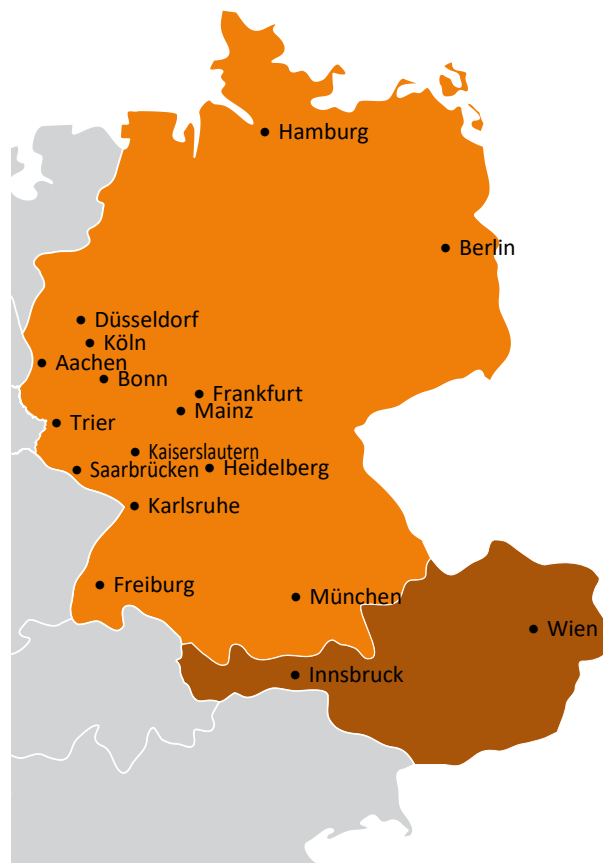 Hamburg
Berlin
Düsseldorf
Köln
Aachen
Bonn
Frankfurt
Mainz
Trier
Kaiserslautern
Saarbrücken
Heidelberg
Karlsruhe
Freiburg
München
Wien
Innsbruck